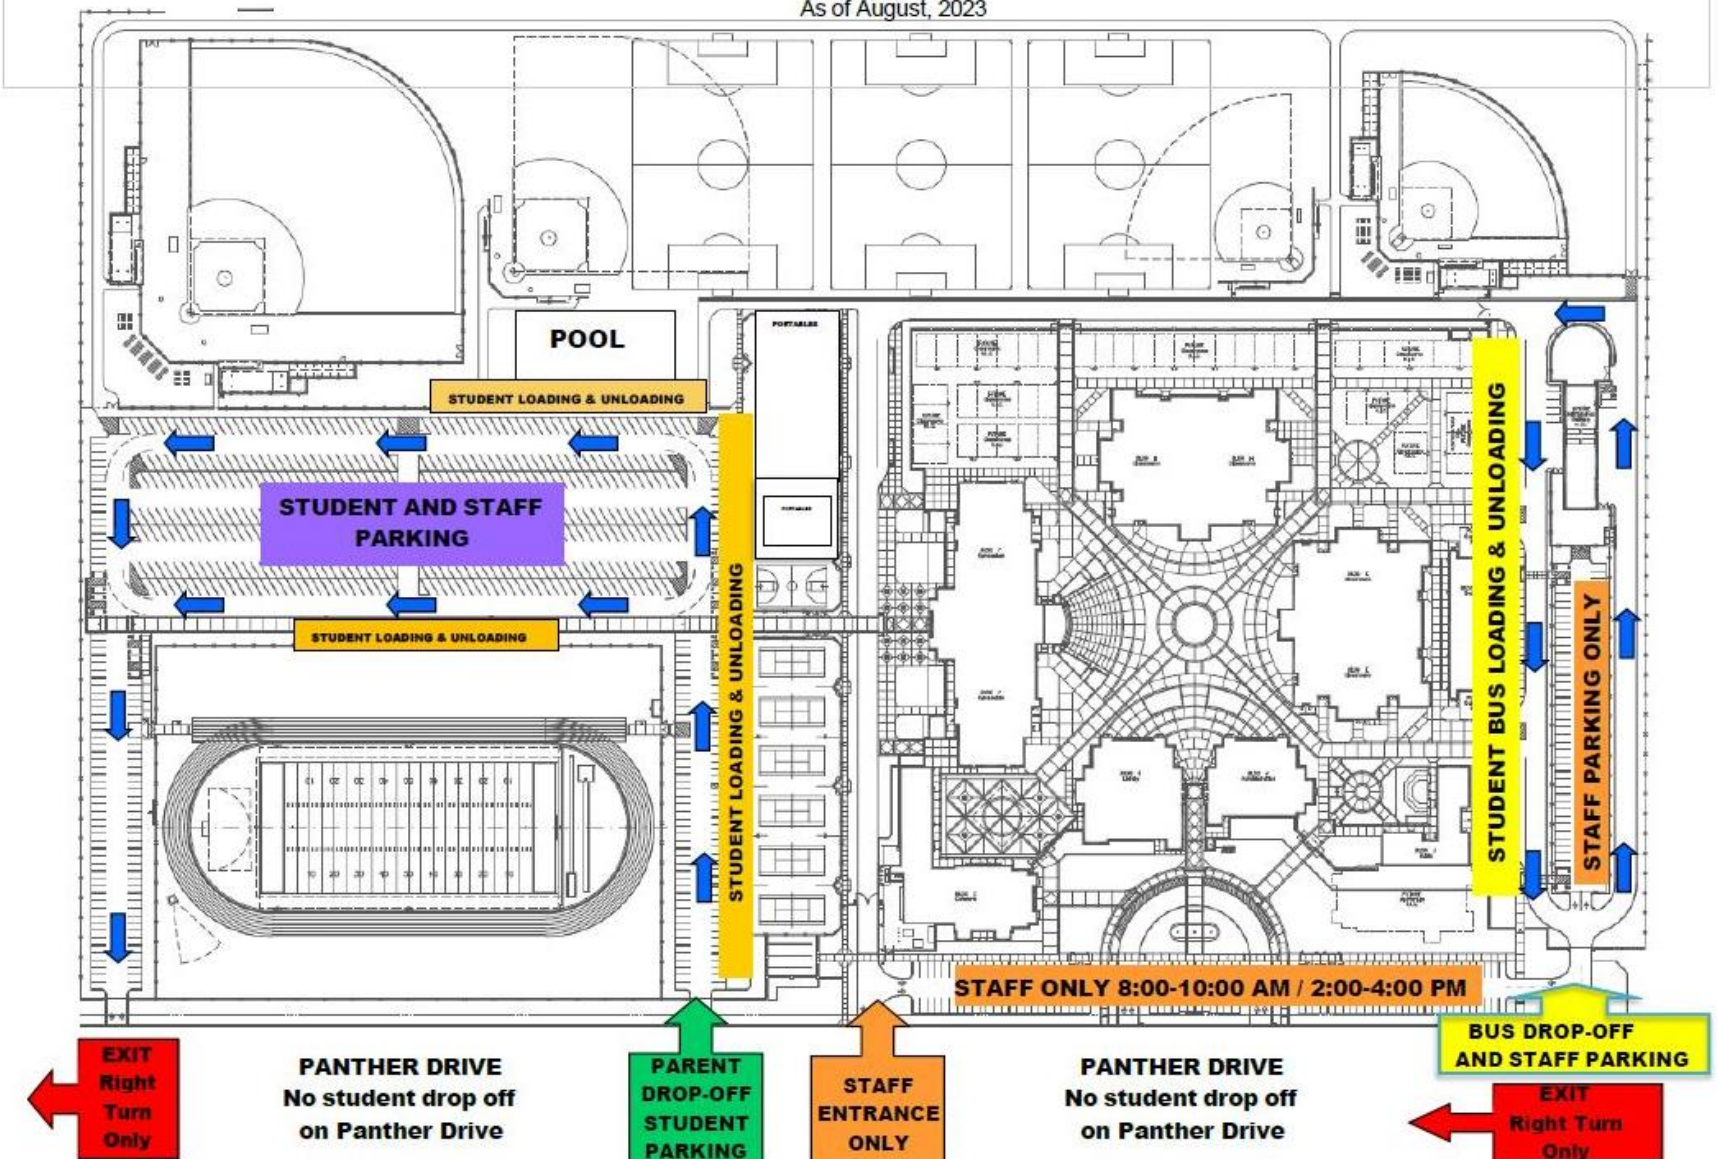 As of August, 2023
POOL
PORTABLES
STUDENT LOADING & UNLOADING
STUDENT AND STAFF
PARKING
PORTABLES
STUDENT LOADING & UNLOADING
STUDENT LOADING & UNLOADING
STUDENT BUS LOADING & UNLOADING
STAFF PARKING ONLY
STAFF ONLY 8:00-10:00 AM / 2:00-4:00 PM
EXIT
Right
Turn
Only
PANTHER DRIVE
No student drop off
on Panther Drive
PARENT
DROP-OFF
STUDENT
PARKING
STAFF
ENTRANCE
ONLY
PANTHER DRIVE
No student drop off
on Panther Drive
BUS DROP-OFF
AND STAFF PARKING
EXIT
Right Turn
Only